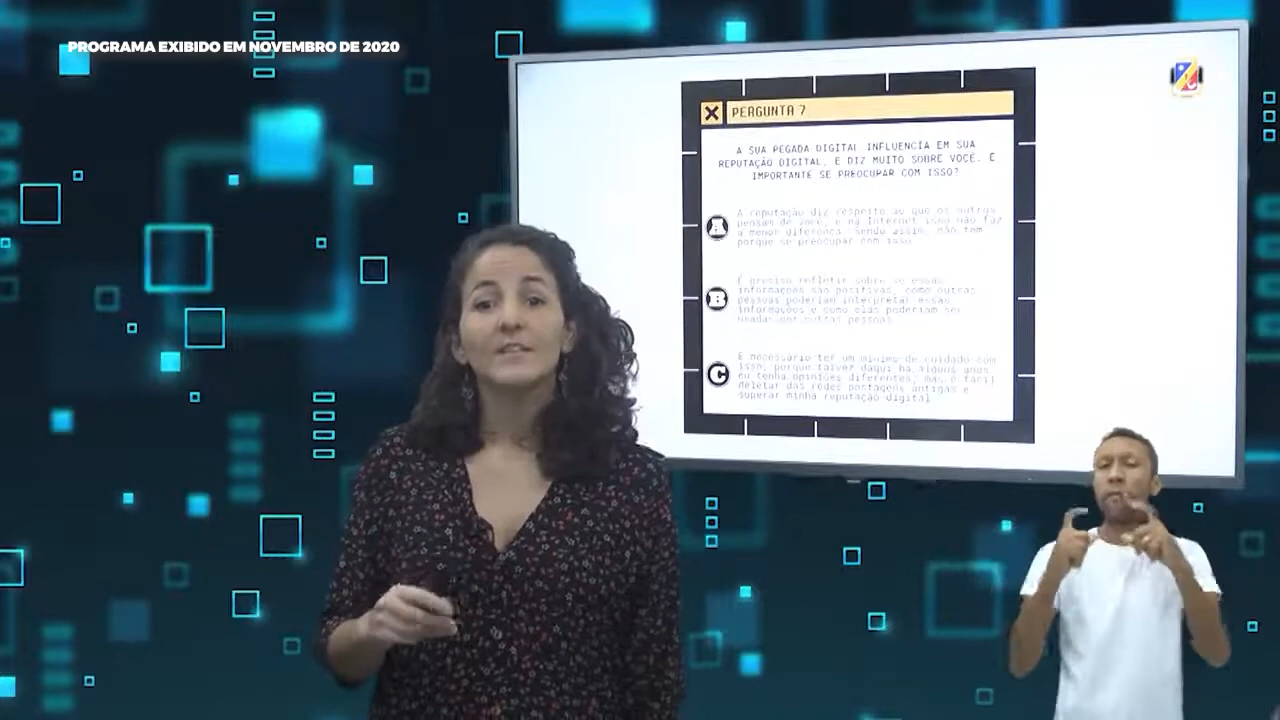 PROGRAMA EXIBIDO EM NOVEMBRO DE 2020
X PERGUNTA 7
A SUA PEGADA DIGITAL INFLUENCIA EM SUA
REPUTAÇÃO DIGITAL, E DIZ MUITO SOBRE VOCÊ. É
IMPORTANTE SE PREOCUPAR COM ISSO?
A
A reputação diz respeito ao que os outros
pensam de você, e na Internet isso não faz
a menor diferença. Sendo assim, não tem
porque se preocupar com isso
B
É preciso refletir sobre se essas
informações são positivas, como outras
pessoas poderiam interpretar essas
informações e como elas poderiam ser
usadas por outras pessoas
C
É necessário ter um mínimo de cuidado com
isso, porque talvez daqui há alguns anos
eu tenha opiniões diferentes, mas é fácil
deletar das redes postagens antigas e
superar minha reputação digital